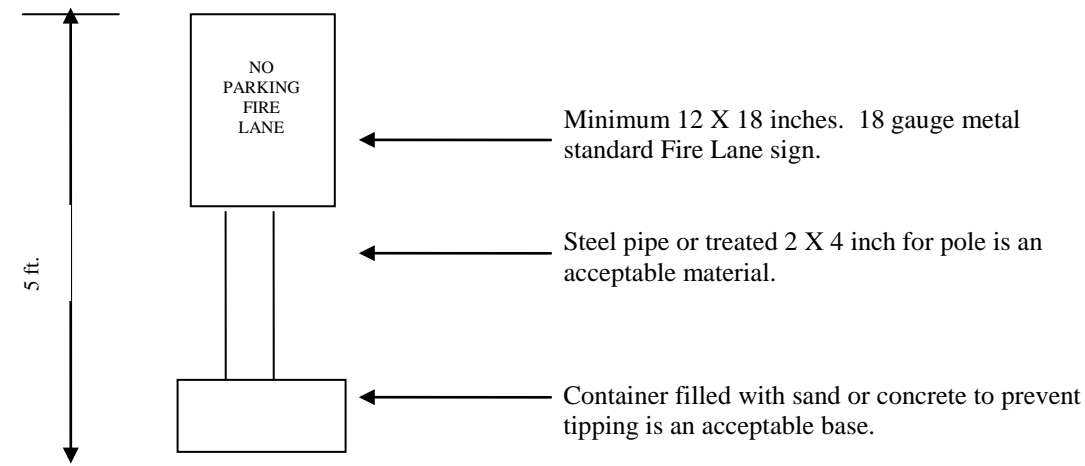 NO
PARKING
FIRE
LANE
Minimum 12 X 18 inches.  18 gauge metal
standard Fire Lane sign.
5 ft.
Steel pipe or treated 2 X 4 inch for pole is an
acceptable material.
Container filled with sand or concrete to prevent
tipping is an acceptable base.